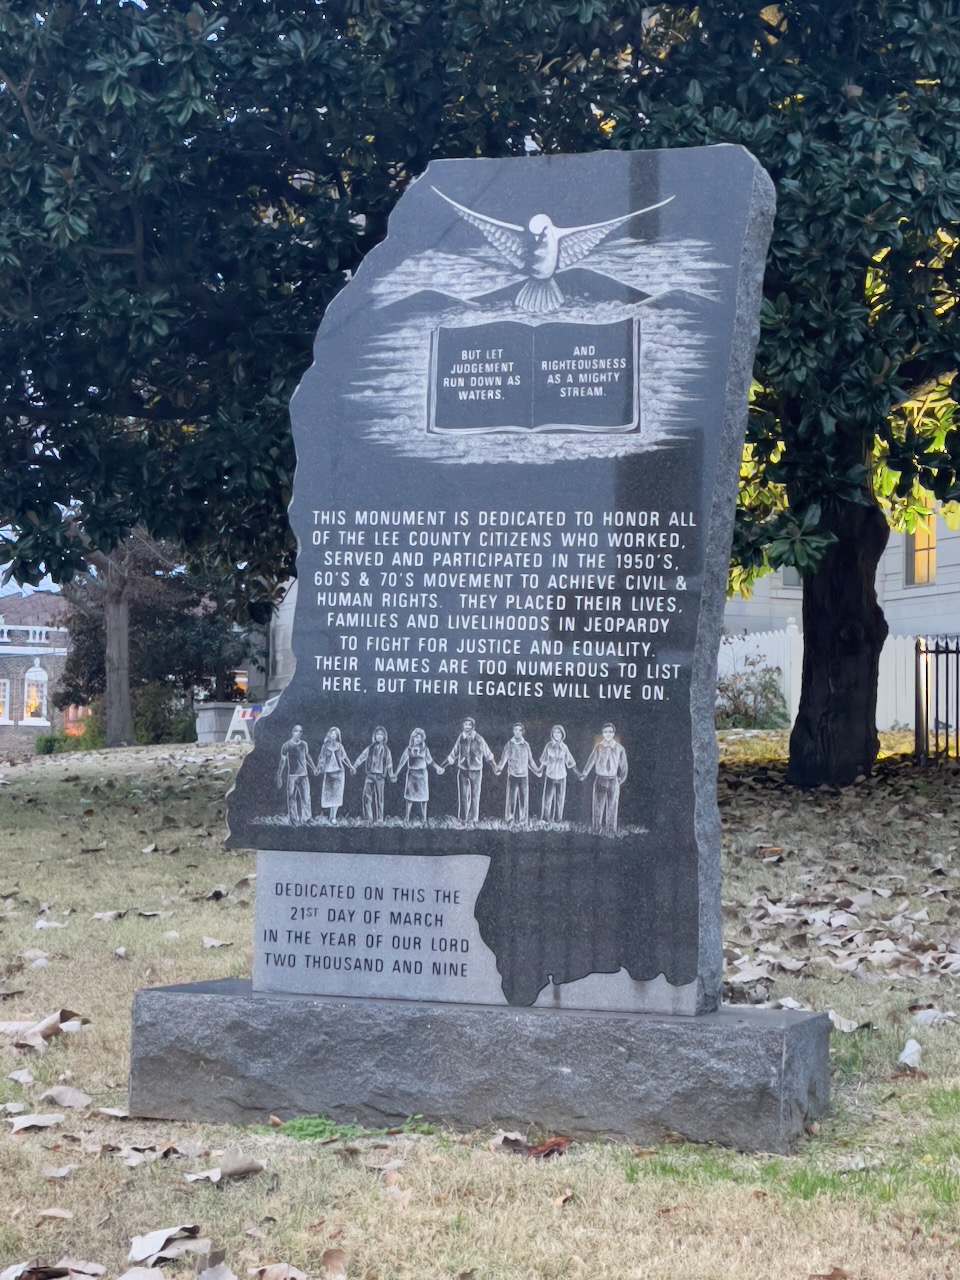 BUT LET
JUDGEMENT
RUN DOWN AS
WATERS,
AND
RIGHTEOUSNESS
AS A MIGHTY
STREAM.
THIS MONUMENT IS DEDICATED TO HONOR ALL
OF THE LEE COUNTY CITIZENS WHO WORKED,
SERVED AND PARTICIPATED IN THE 1950'S,
60'S & 70'S MOVEMENT TO ACHIEVE CIVIL &
HUMAN RIGHTS. THEY PLACED THEIR LIVES,
FAMILIES AND LIVELIHOODS IN JEOPARDY
TO FIGHT FOR JUSTICE AND EQUALITY.
THEIR NAMES ARE TOO NUMEROUS TO LIST
HERE, BUT THEIR LEGACIES WILL LIVE ON.
DEDICATED ON THIS THE
21ST DAY OF MARCH
IN THE YEAR OF OUR LORD
TWO THOUSAND AND NINE